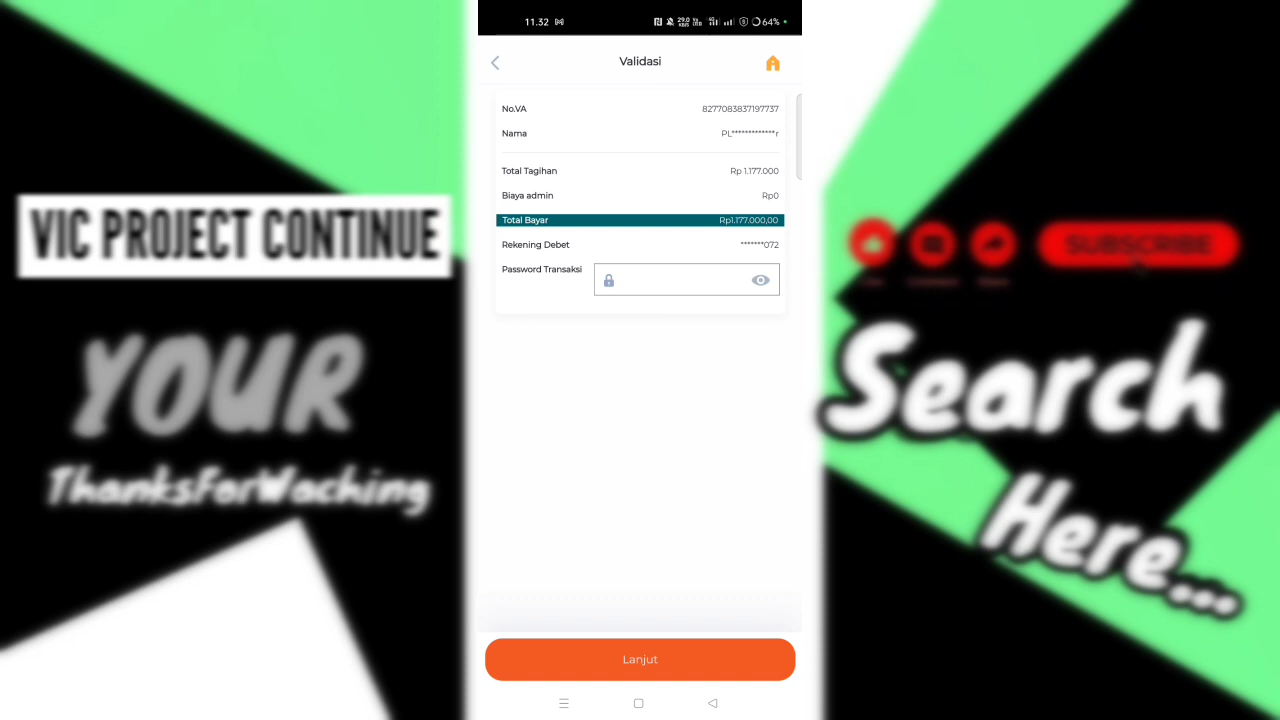 11.32
64%
Validasi
No.VA 8277083837197737
Nama PL*************r
Total Tagihan Rp 1.177.000
Biaya admin Rp0
Total Bayar Rp1.177.000,00
Rekening Debet *******072
Password Transaksi
Lanjut
VIC PROJECT CONTINUE
YOUR
ThanksForWaching
SUBSCRIBE
Search
Here...